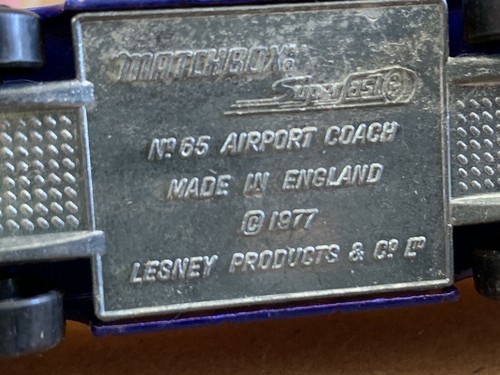 MATCHBOX
Superfast
Nº 65 AIRPORT COACH
MADE IN ENGLAND
© 1977
LESNEY PRODUCTS & Cº Lᵀᴰ